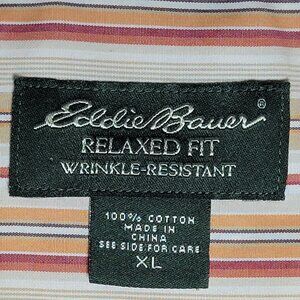 Eddie Bauer®
RELAXED FIT
WRINKLE-RESISTANT
100% COTTON
MADE IN
CHINA
SEE SIDE FOR CARE
XL